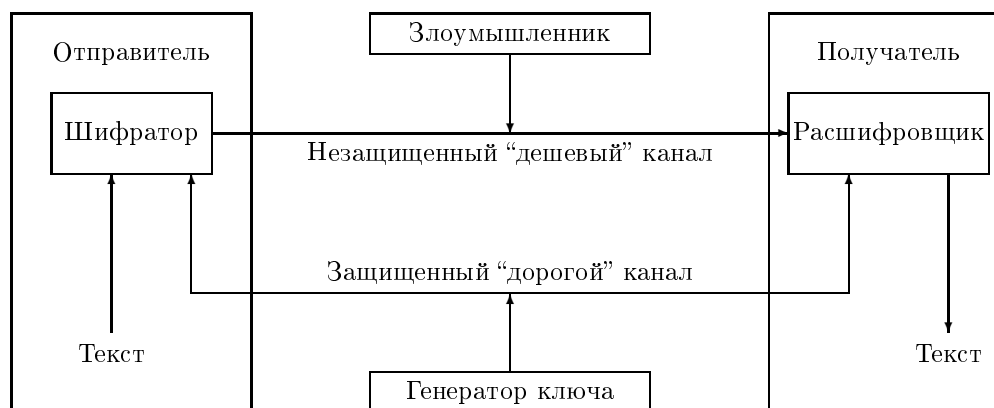 Злоумышленник
Отправитель
Получатель
Шифратор
Расшифровщик
Незащищенный “дешевый” канал
Защищенный “дорогой” канал
Текст
Текст
Генератор ключа